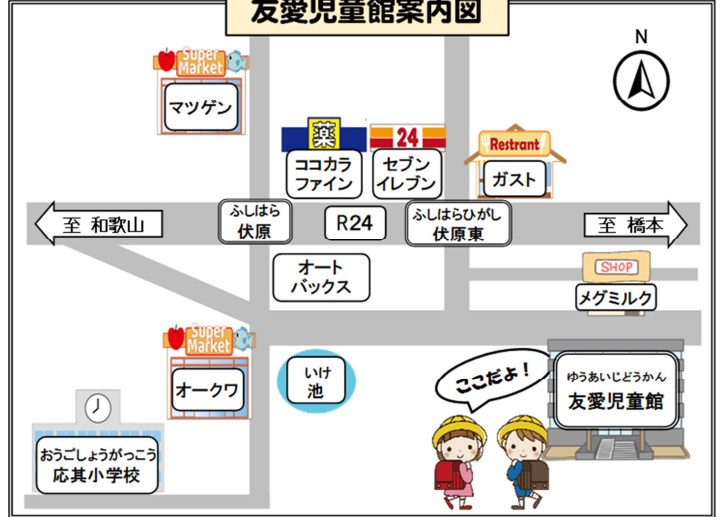 友愛児童館案内図
N
Super
Market
マツゲン
薬
ココカラ
ファイン
24
セブン
イレブン
Restrant
ガスト
至 和歌山
ふしはら
伏原
R24
ふしはらひがし
伏原東
至 橋本
オート
バックス
SHOP
メグミルク
Super
Market
オークワ
いけ
池
ここだよ!
ゆうあいじどうかん
友愛児童館
おうごしょうがっこう
応其小学校